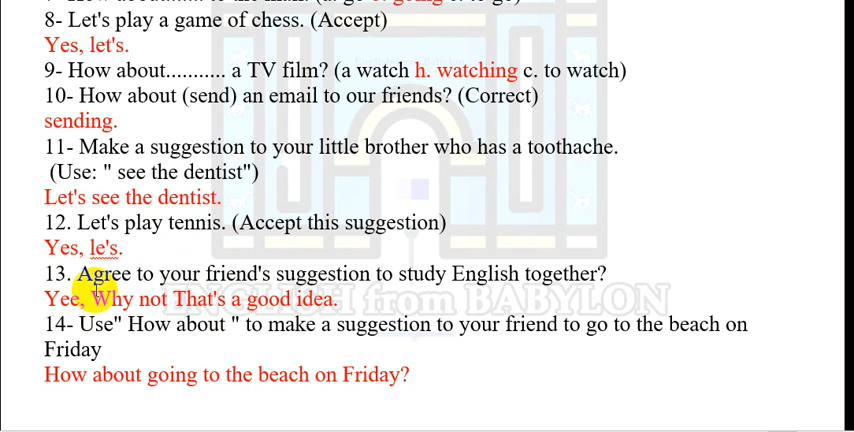 8- Let's play a game of chess. (Accept)
Yes, let's.
9- How about........... a TV film? (a watch h. watching c. to watch)
10- How about (send) an email to our friends? (Correct)
sending.
11- Make a suggestion to your little brother who has a toothache.
(Use: " see the dentist")
Let's see the dentist.
12. Let's play tennis. (Accept this suggestion)
Yes, le's.
13. Agree to your friend's suggestion to study English together?
Yee, Why not That's a good idea.
ENGLISH from BABYLON
14- Use" How about " to make a suggestion to your friend to go to the beach on
Friday
How about going to the beach on Friday?